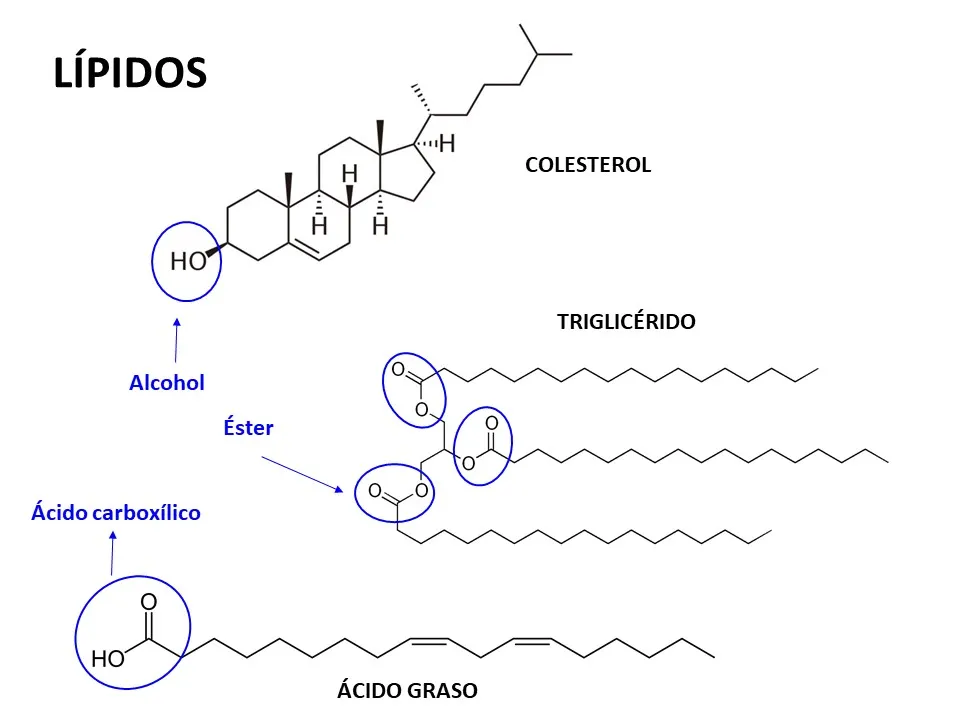 LÍPIDOS
H
COLESTEROL
H
H
H
HO
TRIGLICÉRIDO
Alcohol
O
O
Éster
O
O
O
O
Ácido carboxílico
O
HO
ÁCIDO GRASO